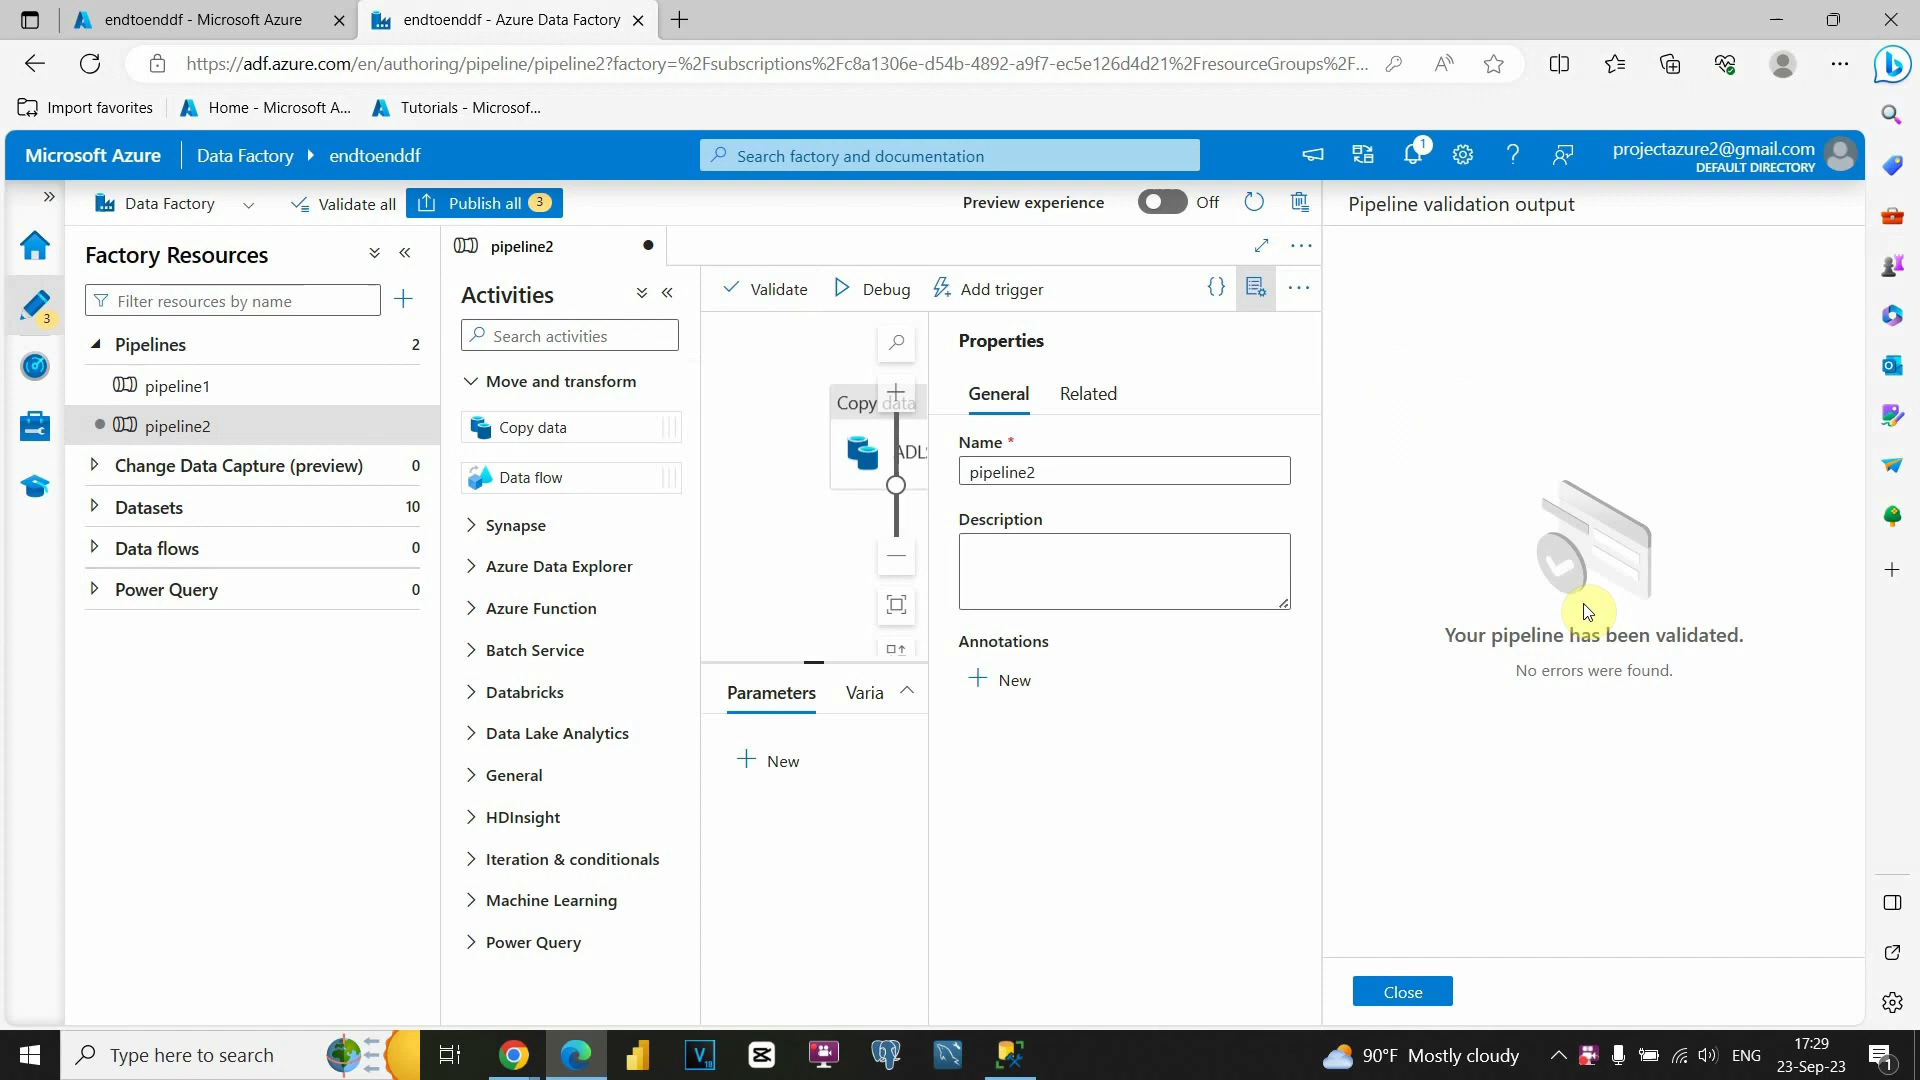 endtoenddf - Microsoft Azure
endtoenddf - Azure Data Factory
https://adf.azure.com/en/authoring/pipeline/pipeline2?factory=%2Fsubscriptions%2Fc8a1306e-d54b-4892-a9f7-ec5e126d4d21%2FresourceGroups%2F...
Import favorites
Home - Microsoft A...
Tutorials - Microsof...
Microsoft Azure
Data Factory
endtoenddf
Search factory and documentation
1
projectazure2@gmail.com
DEFAULT DIRECTORY
Data Factory
Validate all
Publish all 3
Preview experience
Off
Pipeline validation output
3
Factory Resources
Filter resources by name
Pipelines 2
pipeline1
pipeline2
Change Data Capture (preview) 0
Datasets 10
Data flows 0
Power Query 0
pipeline2
Activities
Search activities
Move and transform
Copy data
Data flow
Synapse
Azure Data Explorer
Azure Function
Batch Service
Databricks
Data Lake Analytics
General
HDInsight
Iteration & conditionals
Machine Learning
Power Query
Validate
Debug
Add trigger
{}
Copy data
ADLS
Parameters
Varia
New
Properties
General
Related
Name *
pipeline2
Description
Annotations
New
Your pipeline has been validated.
No errors were found.
Close
Type here to search
90°F Mostly cloudy
ENG
17:29
23-Sep-23
1